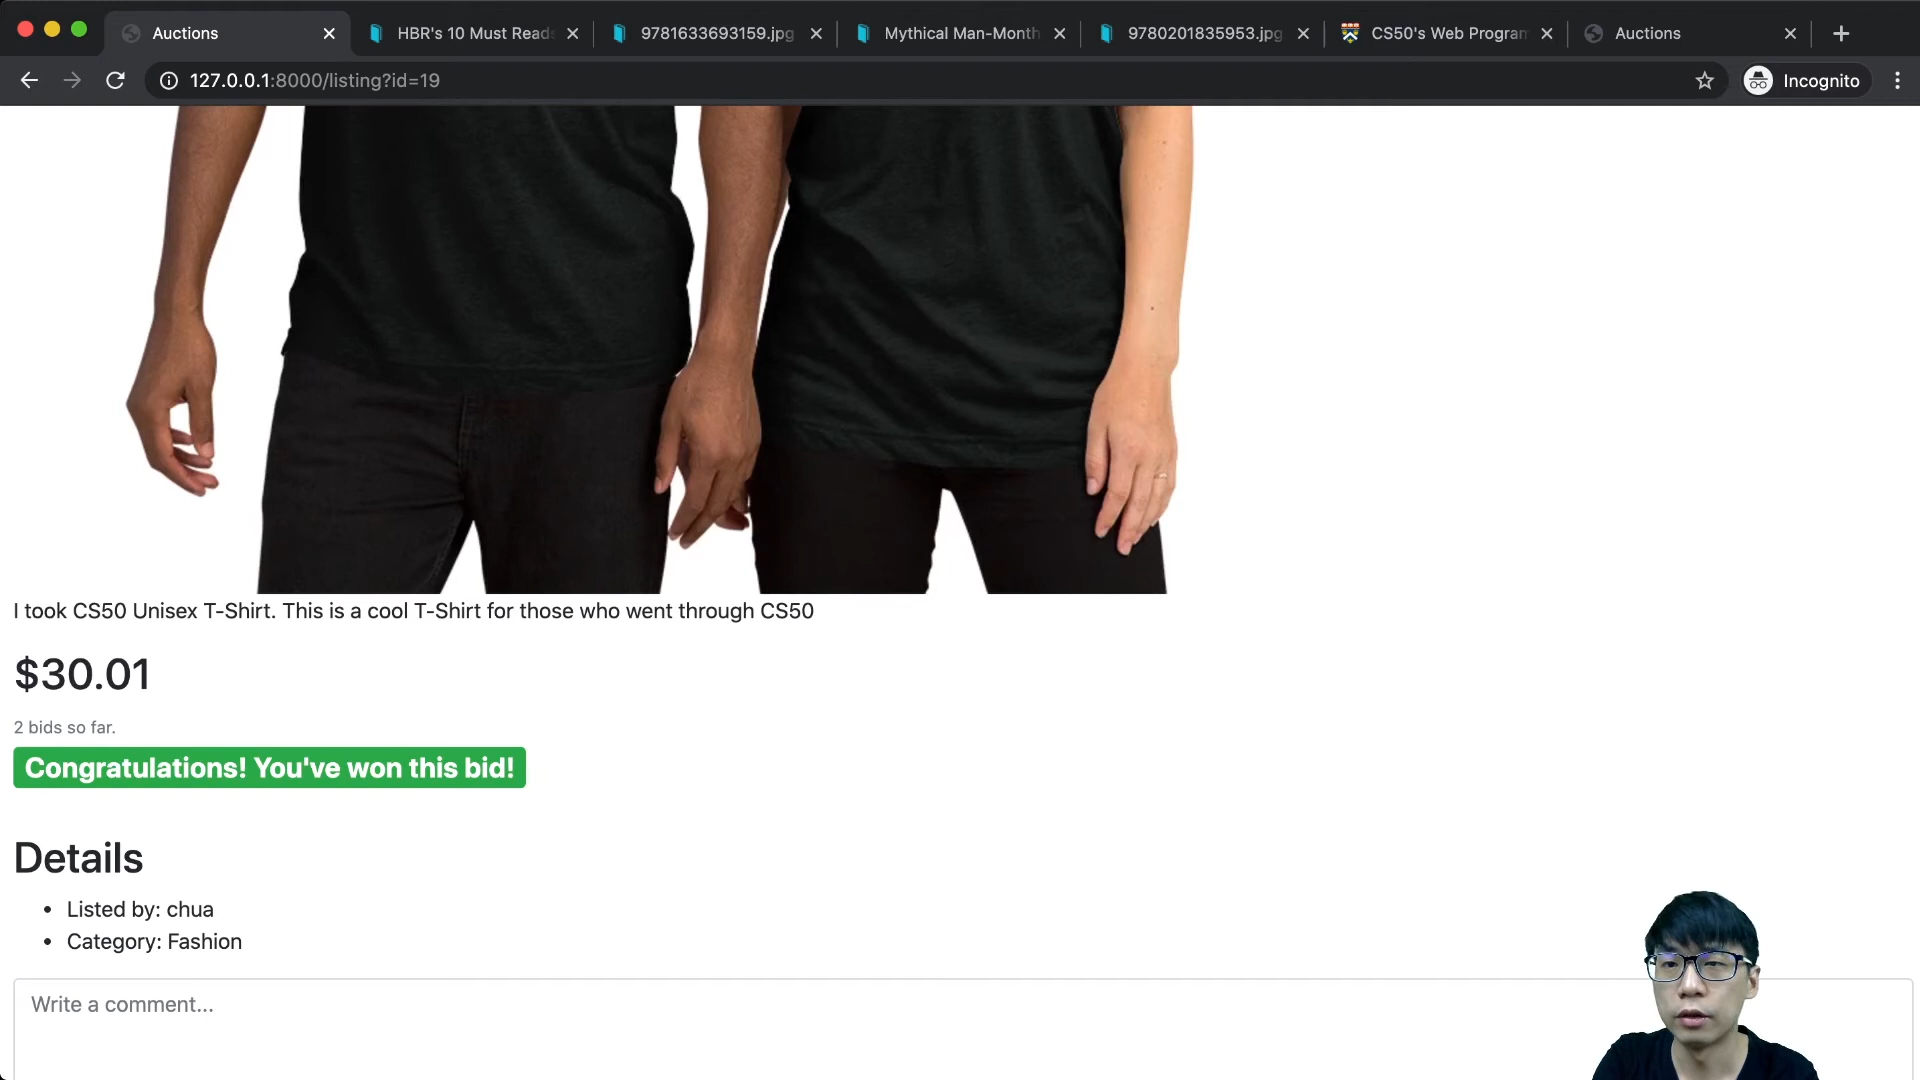 Auctions
HBR's 10 Must Reads
9781633693159.jpg
Mythical Man-Month
9780201835953.jpg
CS50's Web Program
Auctions
127.0.0.1:8000/listing?id=19
Incognito
I took CS50 Unisex T-Shirt. This is a cool T-Shirt for those who went through CS50
$30.01
2 bids so far.
Congratulations! You've won this bid!
Details
• Listed by: chua
• Category: Fashion
Write a comment...